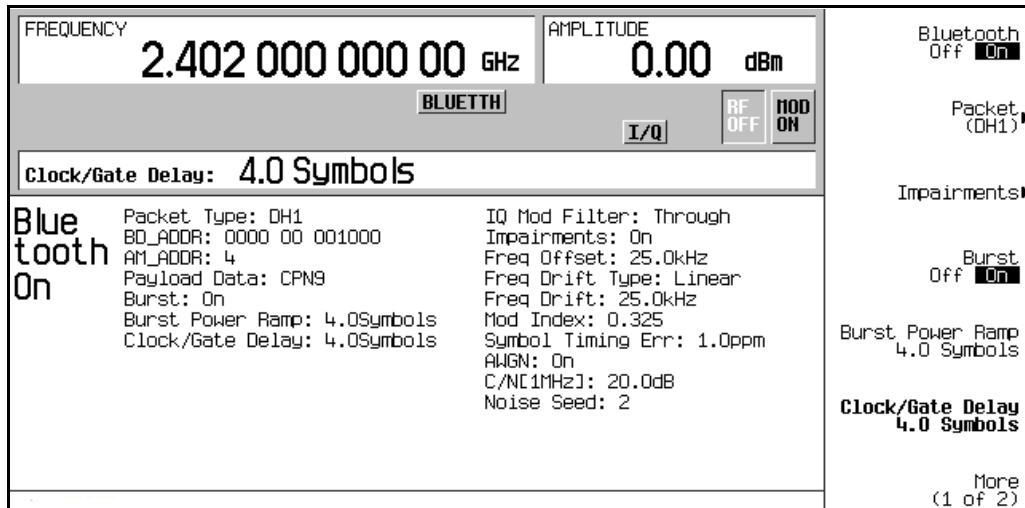 FREQUENCY
2.402 000 000 00 GHz
AMPLITUDE
0.00 dBm
BLUETTH
I/Q
RF OFF
MOD ON
Clock/Gate Delay: 4.0 Symbols
Blue
tooth
On
Packet Type: DH1
BD_ADDR: 0000 00 001000
AM_ADDR: 4
Payload Data: CPN9
Burst: On
Burst Power Ramp: 4.0Symbols
Clock/Gate Delay: 4.0Symbols
IQ Mod Filter: Through
Impairments: On
Freq Offset: 25.0kHz
Freq Drift Type: Linear
Freq Drift: 25.0kHz
Mod Index: 0.325
Symbol Timing Err: 1.0ppm
AWGN: On
C/N[1MHz]: 20.0dB
Noise Seed: 2
Bluetooth
Off On
Packet
(DH1)
Impairments
Burst
Off On
Burst Power Ramp
4.0 Symbols
Clock/Gate Delay
4.0 Symbols
More
(1 of 2)